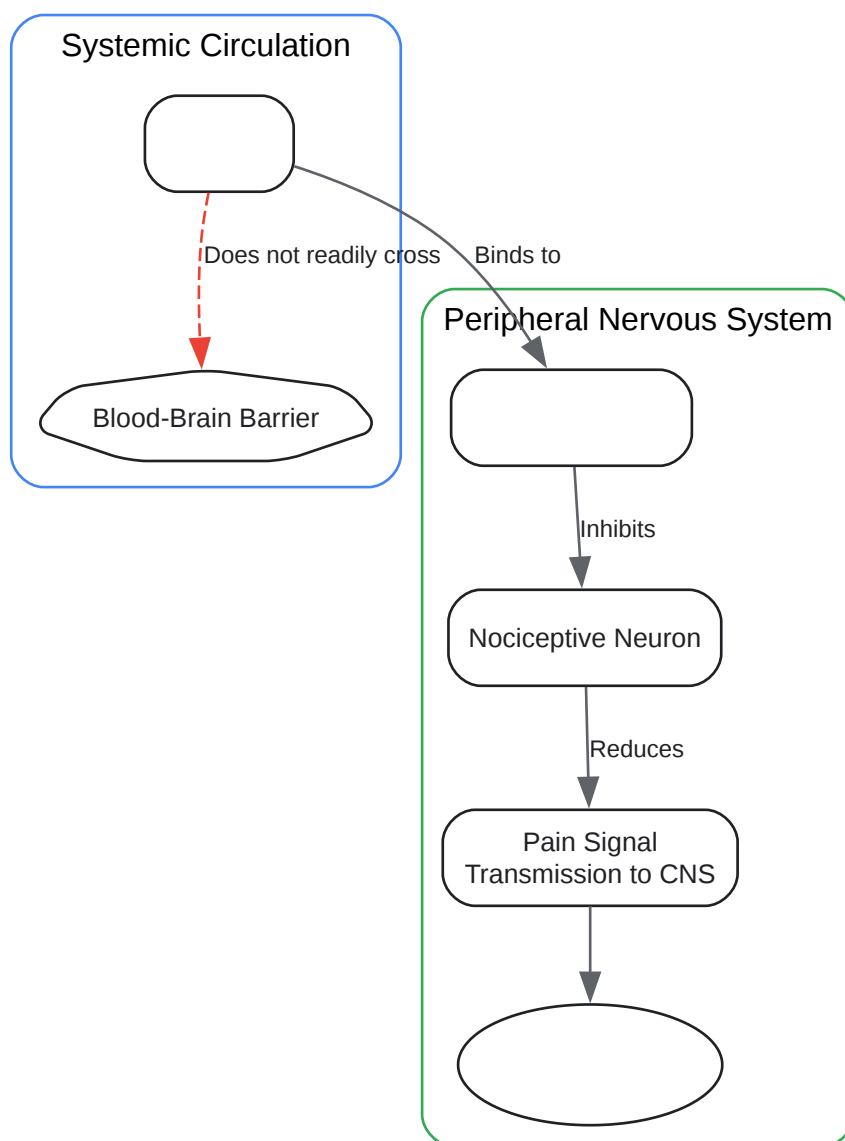 Systemic Circulation
Does not readily cross
Binds to
Peripheral Nervous System
Blood-Brain Barrier
Inhibits
Nociceptive Neuron
Reduces
Pain Signal
Transmission to CNS